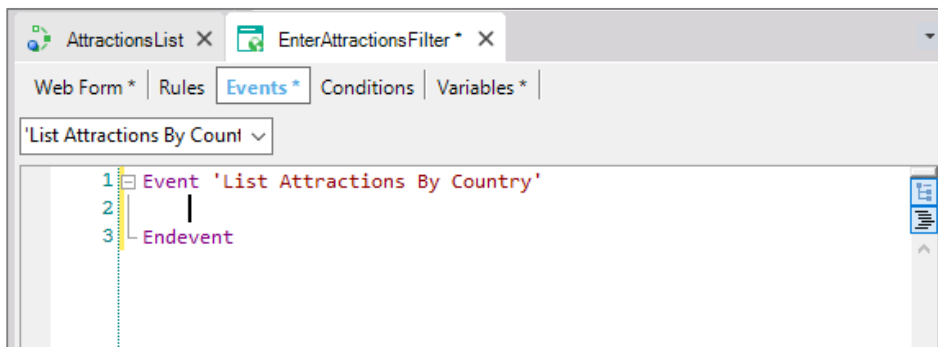 AttractionsList EnterAttractionsFilter *
Web Form * Rules Events * Conditions Variables *
'List Attractions By Count
1 Event 'List Attractions By Country'
2
3 Endevent